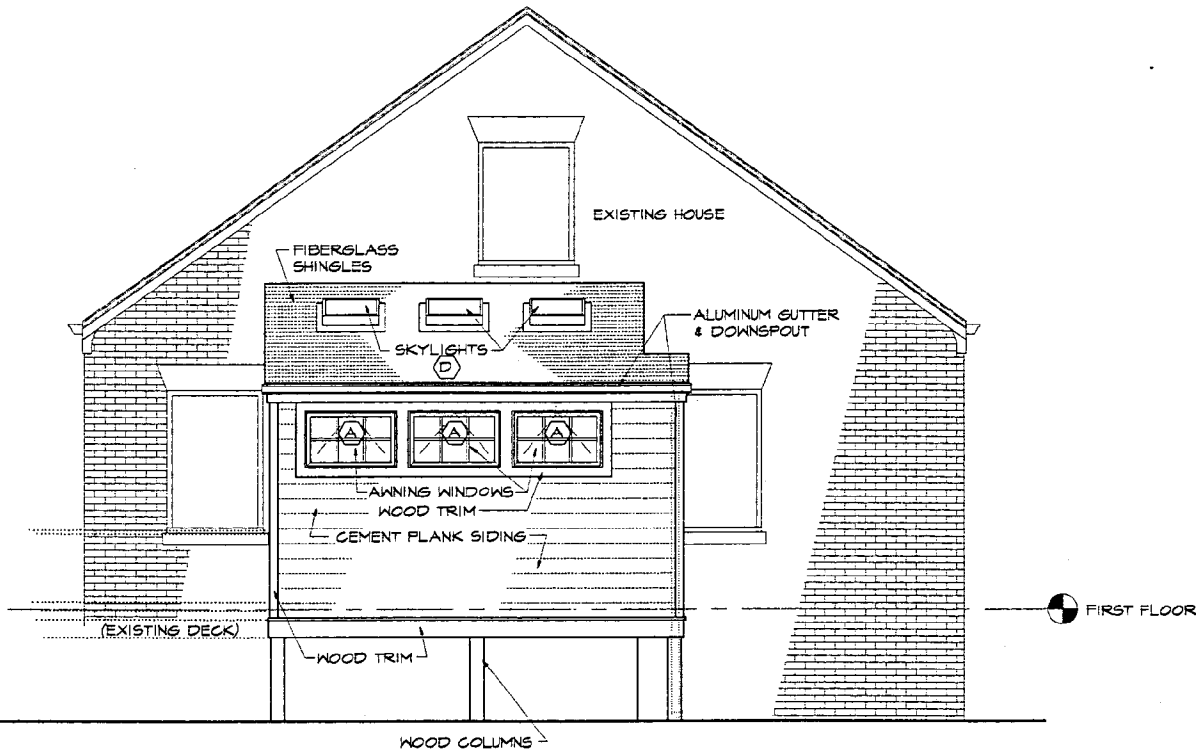 EXISTING HOUSE
FIBERGLASS
SHINGLES
ALUMINUM GUTTER
& DOWNSPOUT
SKYLIGHTS
D
A
A
A
AWNING WINDOWS
WOOD TRIM
CEMENT PLANK SIDING
FIRST FLOOR
(EXISTING DECK)
WOOD TRIM
WOOD COLUMNS